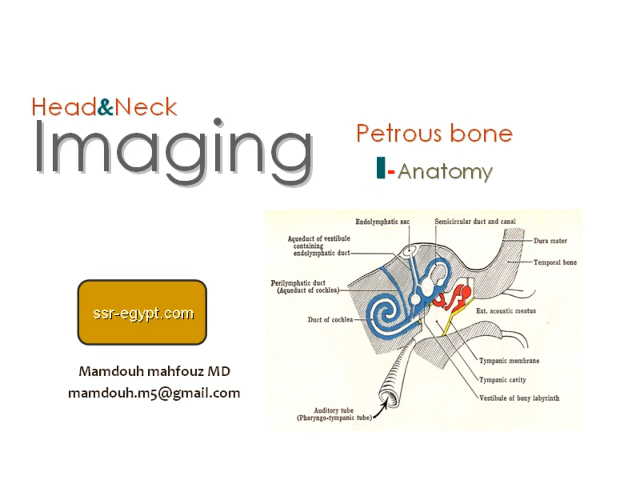 Head&Neck
Imaging
Petrous bone
I-Anatomy
ssr-egypt.com
Mamdouh mahfouz MD
mamdouh.m5@gmail.com
Endolymphatic sac
Semicircular duct and canal
Aqueduct of vestibule
containing
endolymphatic duct
Dura mater
Temporal bone
Perilymphatic duct
(Aqueduct of cochlea)
Ext. acoustic meatus
Duct of cochlea
Tympanic membrane
Tympanic cavity
Vestibule of bony labyrinth
Auditory tube
(Pharyngo-tympanic tube)